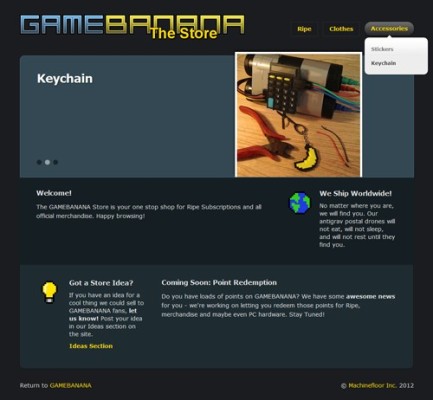 GAMEBANANA
The Store
Ripe Clothes Accessories
Stickers
Keychain
Keychain
Welcome!
The GAMEBANANA Store is your one stop shop for Ripe Subscriptions and all
official merchandise. Happy browsing!
We Ship Worldwide!
No matter where you are,
we will find you. Our
antigrav postal drones will
not eat, will not sleep,
and will not rest until they
find you.
Got a Store Idea?
If you have an idea for a
cool thing we could sell to
GAMEBANANA fans, let
us know! Post your idea
in our Ideas section on
the site.
Ideas Section
Coming Soon: Point Redemption
Do you have loads of points on GAMEBANANA? We have some awesome news
for you - we're working on letting you redeem those points for Ripe,
merchandise and maybe even PC hardware. Stay Tuned!
Return to GAMEBANANA
© Machinefloor Inc. 2012